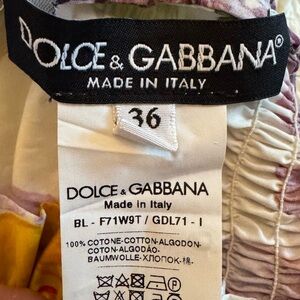 DOLCE & GABBANA®
MADE IN ITALY
36
DOLCE & GABBANA
Made in Italy
BL - F71W9T / GDL71 - I
100% COTONE-COTTON-ALGODON-
COTON-ALGODÃO-
BAUMWOLLE-ХЛОПОК-棉-